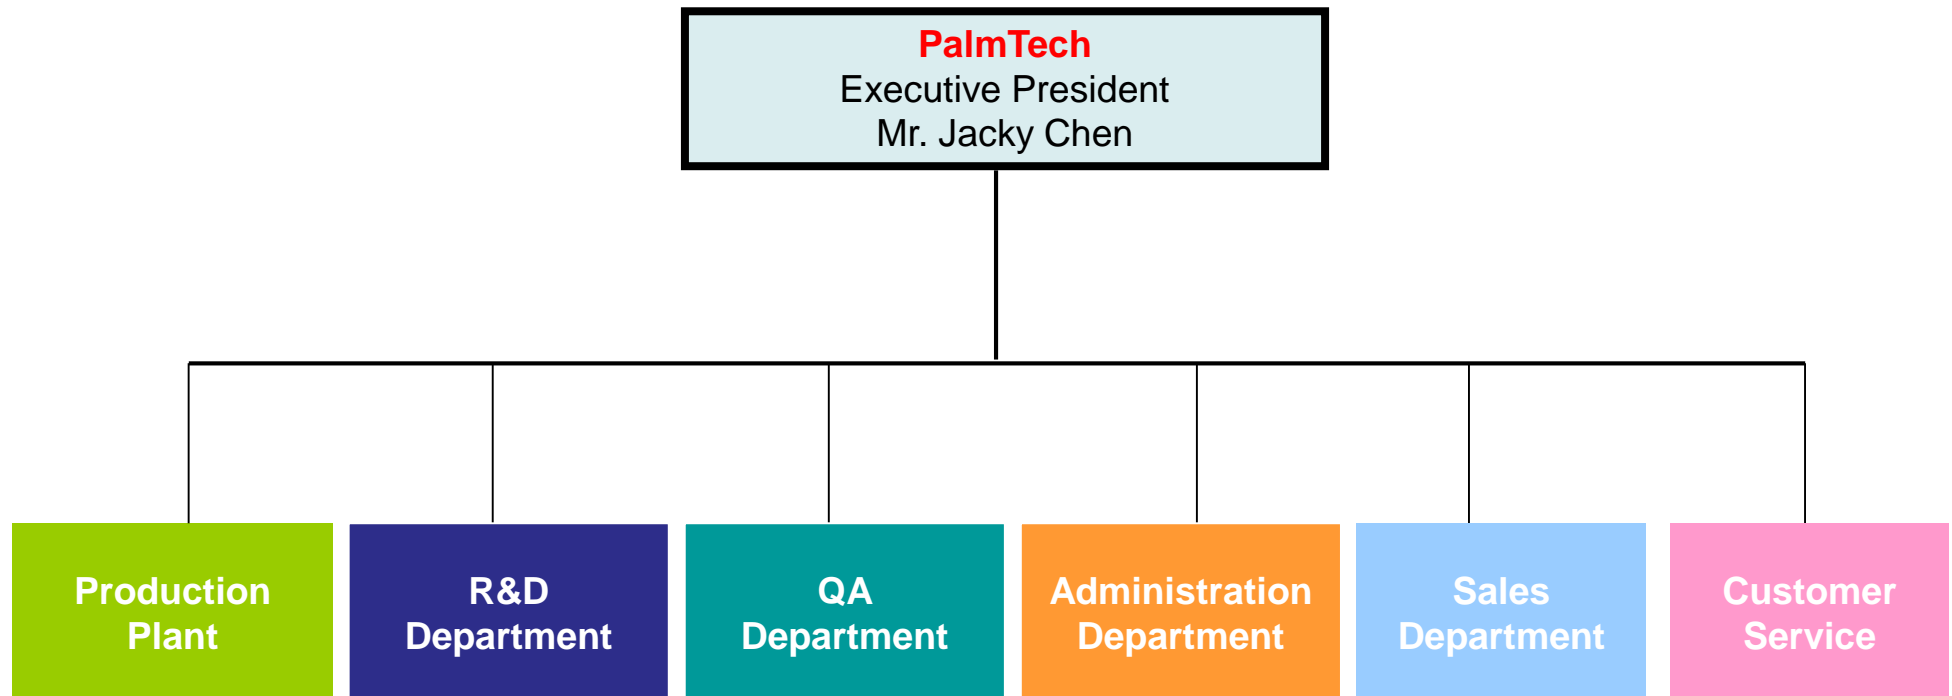 PalmTech
Executive President
Mr. Jacky Chen
Production
Plant
R&D
Department
QA
Department
Administration
Department
Sales
Department
Customer
Service